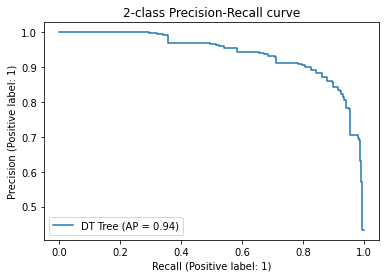 2-class Precision-Recall curve
Precision (Positive label: 1)
1.0
0.9
0.8
0.7
0.6
0.5
DT Tree (AP = 0.94)
0.0 0.2 0.4 0.6 0.8 1.0
Recall (Positive label: 1)